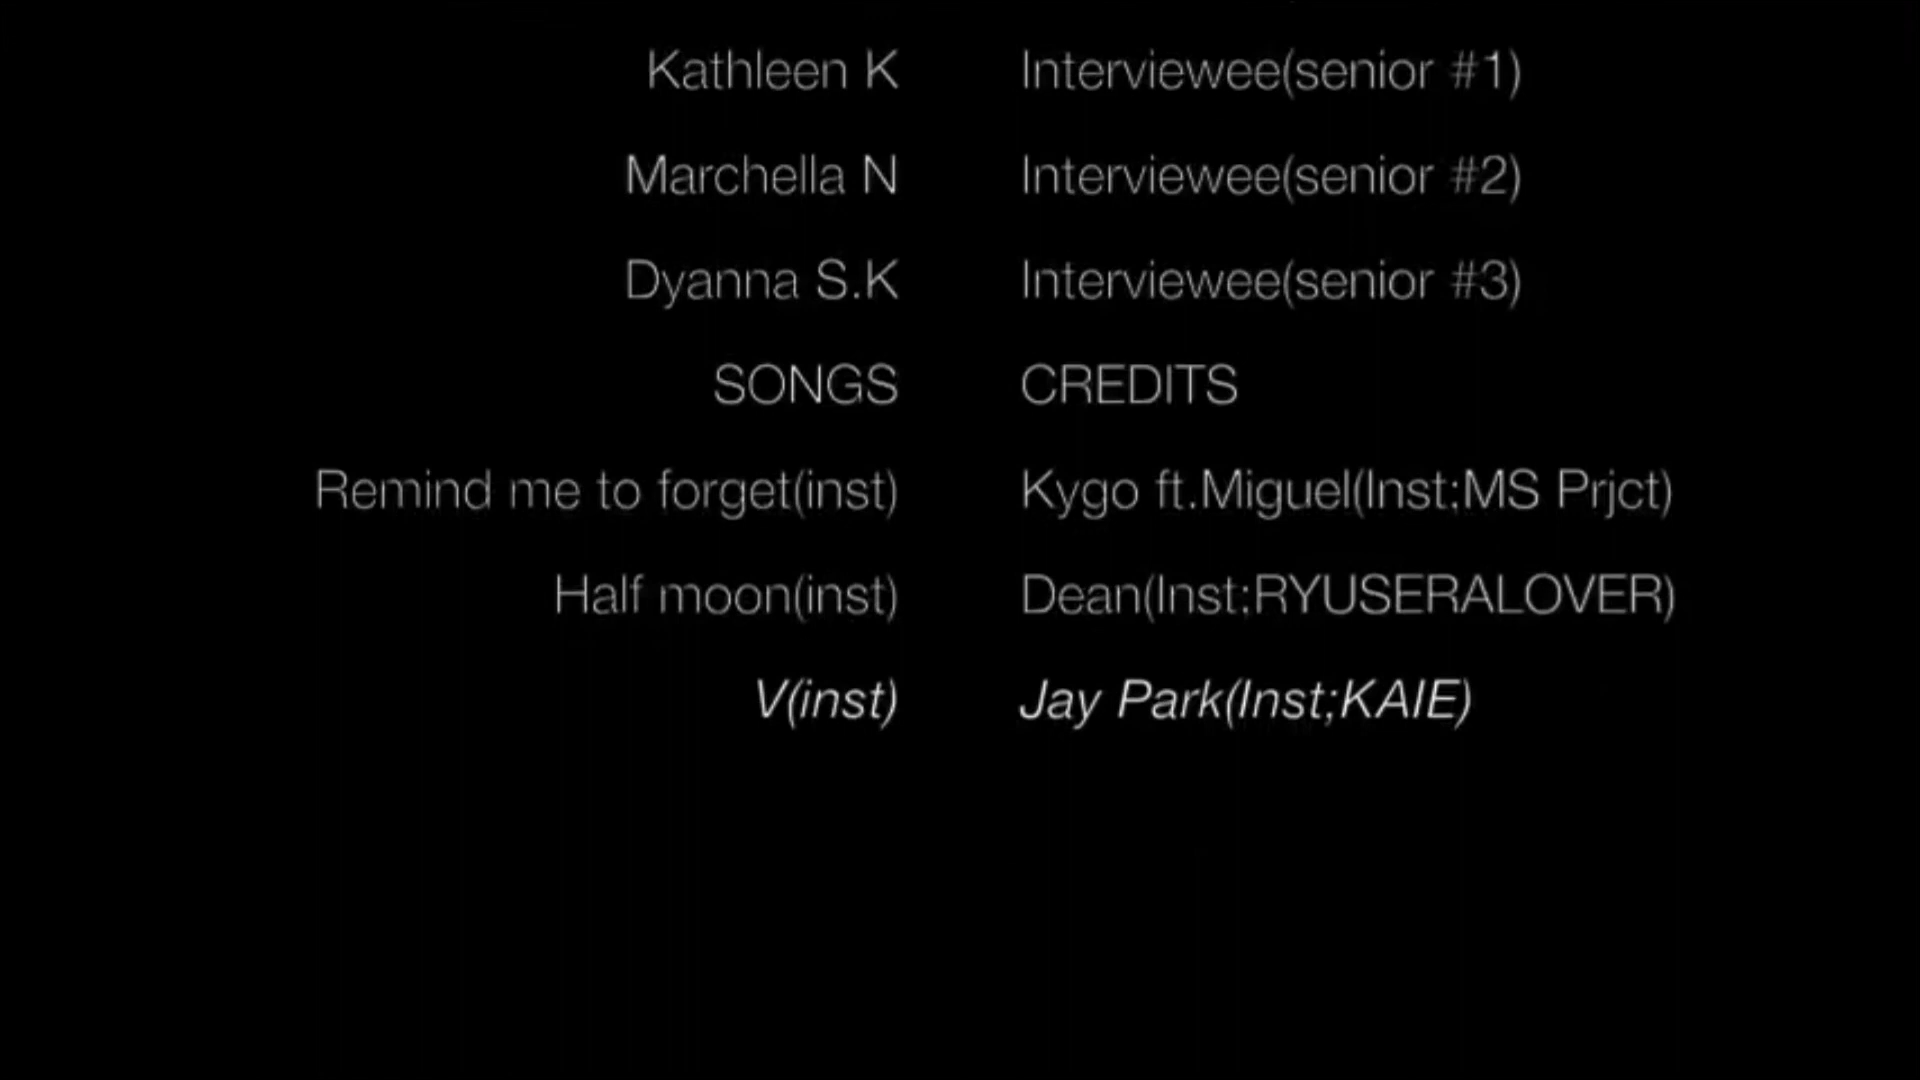 Kathleen K Interviewee(senior #1)
Marchella N Interviewee(senior #2)
Dyanna S.K Interviewee(senior #3)
SONGS CREDITS
Remind me to forget(inst) Kygo ft.Miguel(Inst;MS Prjct)
Half moon(inst) Dean(Inst;RYUSERALOVER)
V(inst) Jay Park(Inst;KAIE)